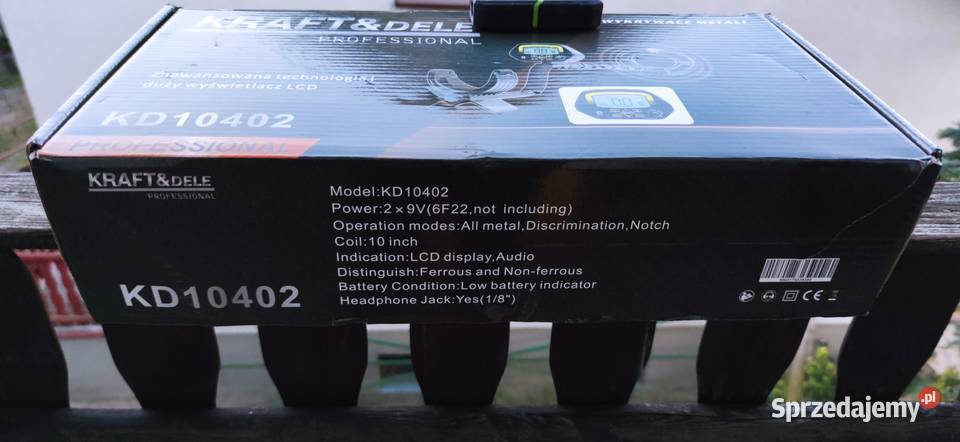 KRAFT&DELE
PROFESSIONAL
WYKRYWACZ METALI
Zaawansowana technologia i
duży wyświetlacz LCD
KD10402
PROFESSIONAL
KRAFT&DELE
PROFESSIONAL
KD10402
Model:KD10402
Power:2×9V(6F22,not including)
Operation modes:All metal,Discrimination,Notch
Coil:10 inch
Indication:LCD display,Audio
Distinguish:Ferrous and Non-ferrous
Battery Condition:Low battery indicator
Headphone Jack:Yes(1/8")
CE
Sprzedajemy.pl